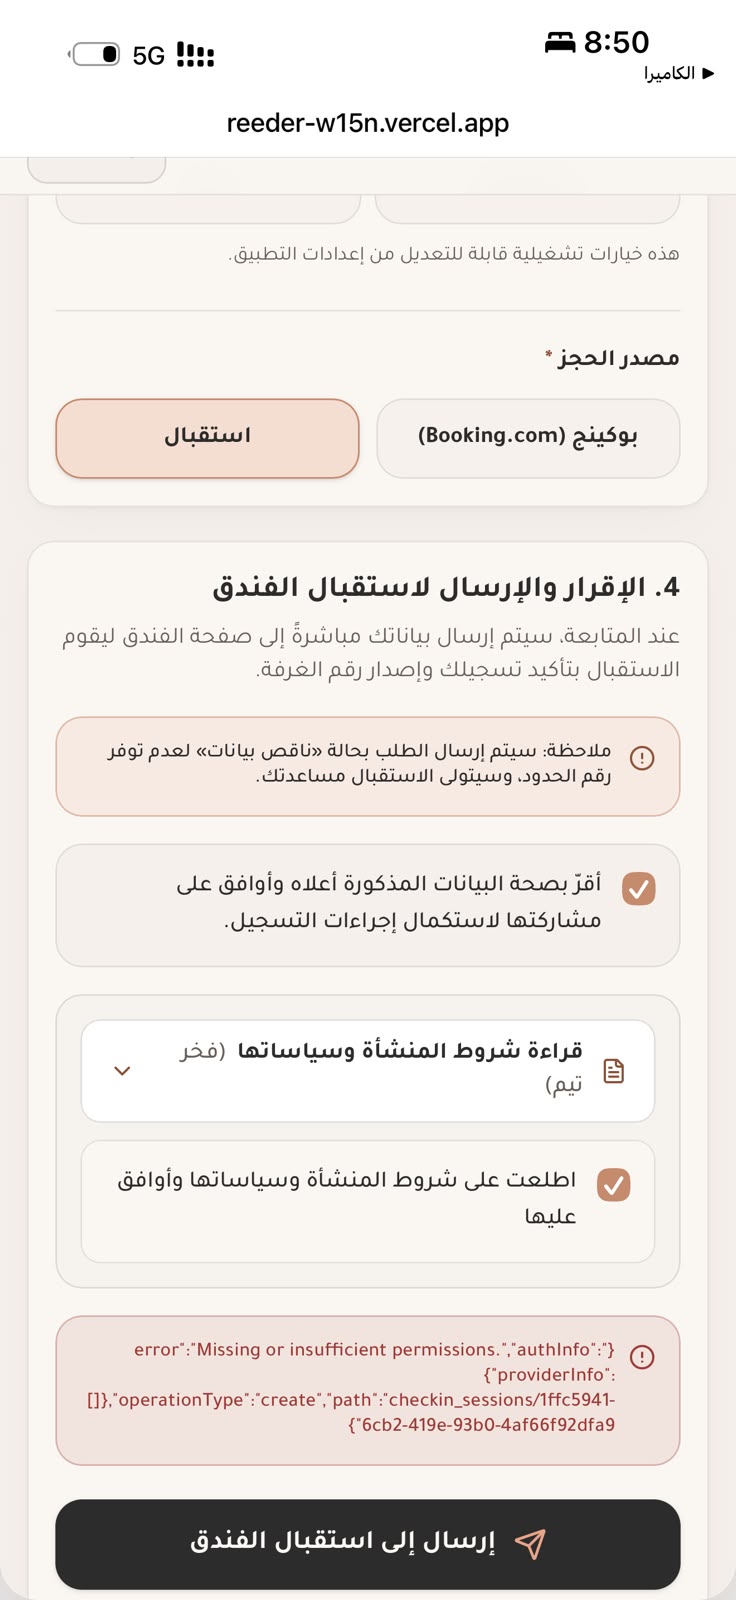 8:50
5G
الكاميرا ◀
reeder-w15n.vercel.app
هذه خيارات تشغيلية قابلة للتعديل من إعدادات التطبيق.
مصدر الحجز *
بوكينج (Booking.com)
استقبال
4. الإقرار والإرسال لاستقبال الفندق
عند المتابعة، سيتم إرسال بياناتك مباشرةً إلى صفحة الفندق ليقوم
الاستقبال بتأكيد تسجيلك وإصدار رقم الغرفة.
ملاحظة: سيتم إرسال الطلب بحالة «ناقص بيانات» لعدم توفر
رقم الحدود، وسيتولى الاستقبال مساعدتك.
أقرّ بصحة البيانات المذكورة أعلاه وأوافق على
مشاركتها لاستكمال إجراءات التسجيل.
قراءة شروط المنشأة وسياساتها (فخر
تيم)
اطلعت على شروط المنشأة وسياساتها وأوافق
عليها
{"error":"Missing or insufficient permissions.","authInfo":
{"providerInfo":
[]},"operationType":"create","path":"checkin_sessions/1ffc5941-
6cb2-419e-93b0-4af66f92dfa9"}
إرسال إلى استقبال الفندق